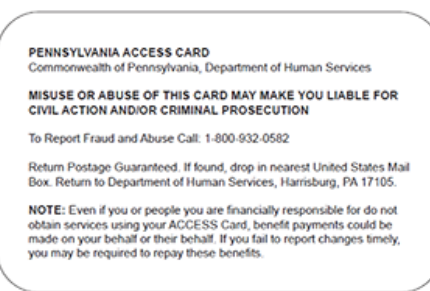 PENNSYLVANIA ACCESS CARD
Commonwealth of Pennsylvania, Department of Human Services
MISUSE OR ABUSE OF THIS CARD MAY MAKE YOU LIABLE FOR
CIVIL ACTION AND/OR CRIMINAL PROSECUTION
To Report Fraud and Abuse Call: 1-800-932-0582
Return Postage Guaranteed. If found, drop in nearest United States Mail
Box. Return to Department of Human Services, Harrisburg, PA 17105.
NOTE: Even if you or people you are financially responsible for do not
obtain services using your ACCESS Card, benefit payments could be
made on your behalf or their behalf. If you fail to report changes timely,
you may be required to repay these benefits.